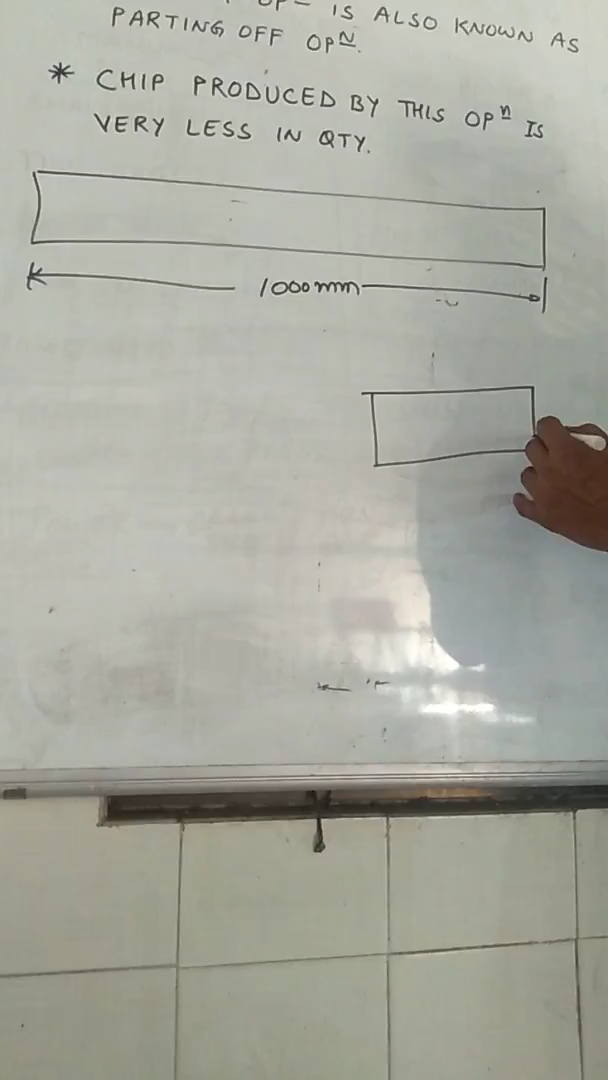 IS ALSO KNOWN AS
PARTING OFF OPᴺ.
* CHIP PRODUCED BY THIS OPⁿ IS
VERY LESS IN QTY.
1000mm